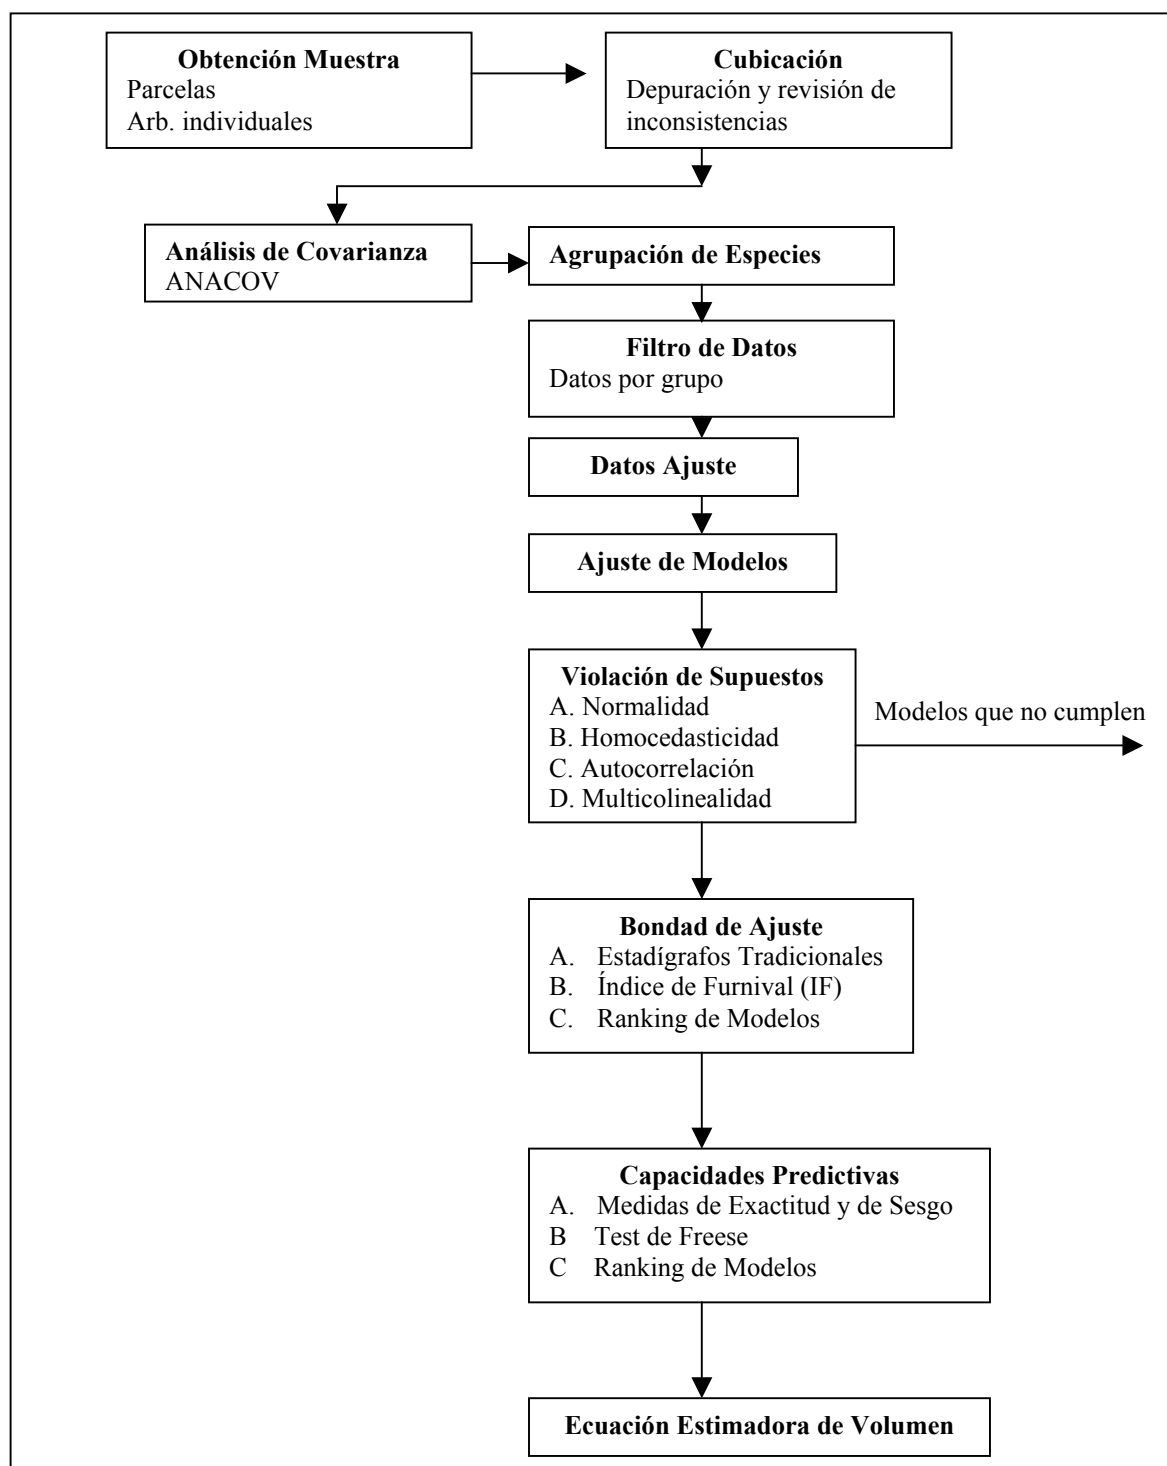 Obtención Muestra
Parcelas
Arb. individuales
Cubicación
Depuración y revisión de
inconsistencias
Análisis de Covarianza
ANACOV
Agrupación de Especies
Filtro de Datos
Datos por grupo
Datos Ajuste
Ajuste de Modelos
Violación de Supuestos
A. Normalidad
B. Homocedasticidad
C. Autocorrelación
D. Multicolinealidad
Modelos que no cumplen
Bondad de Ajuste
A. Estadígrafos Tradicionales
B. Índice de Furnival (IF)
C. Ranking de Modelos
Capacidades Predictivas
A. Medidas de Exactitud y de Sesgo
B Test de Freese
C Ranking de Modelos
Ecuación Estimadora de Volumen